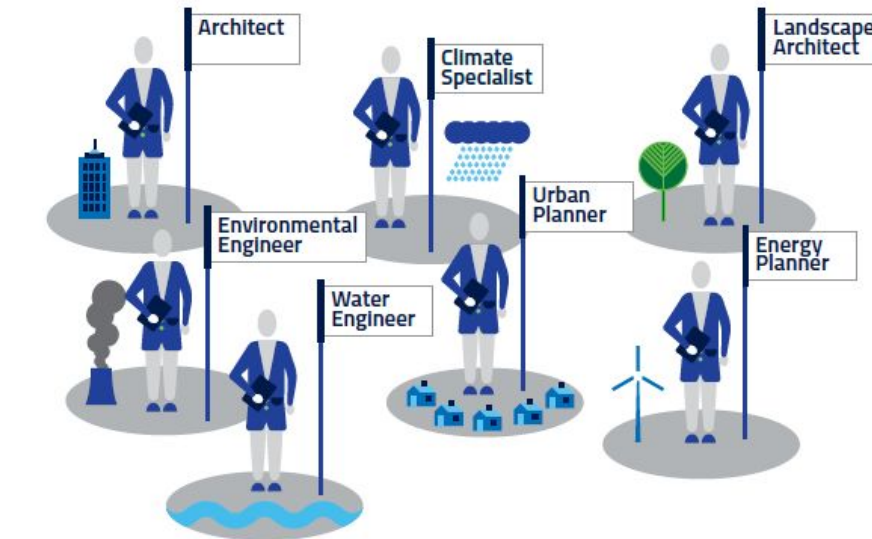 Architect
Climate
Specialist
Landscape
Architect
Urban
Planner
Environmental
Engineer
Energy
Planner
Water
Engineer